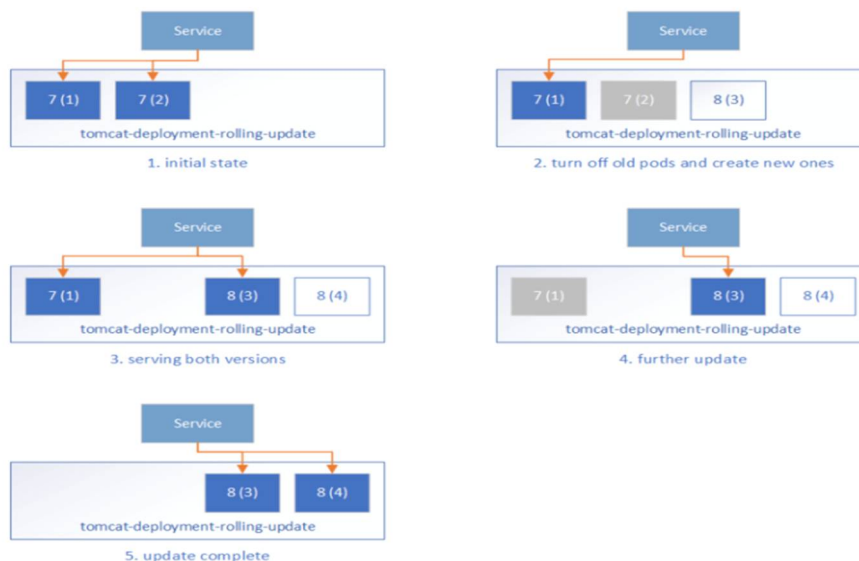 Service
7 (1)
7 (2)
tomcat-deployment-rolling-update
1. initial state
Service
7 (1)
7 (2)
8 (3)
tomcat-deployment-rolling-update
2. turn off old pods and create new ones
Service
7 (1)
8 (3)
8 (4)
tomcat-deployment-rolling-update
3. serving both versions
Service
7 (1)
8 (3)
8 (4)
tomcat-deployment-rolling-update
4. further update
Service
8 (3)
8 (4)
tomcat-deployment-rolling-update
5. update complete